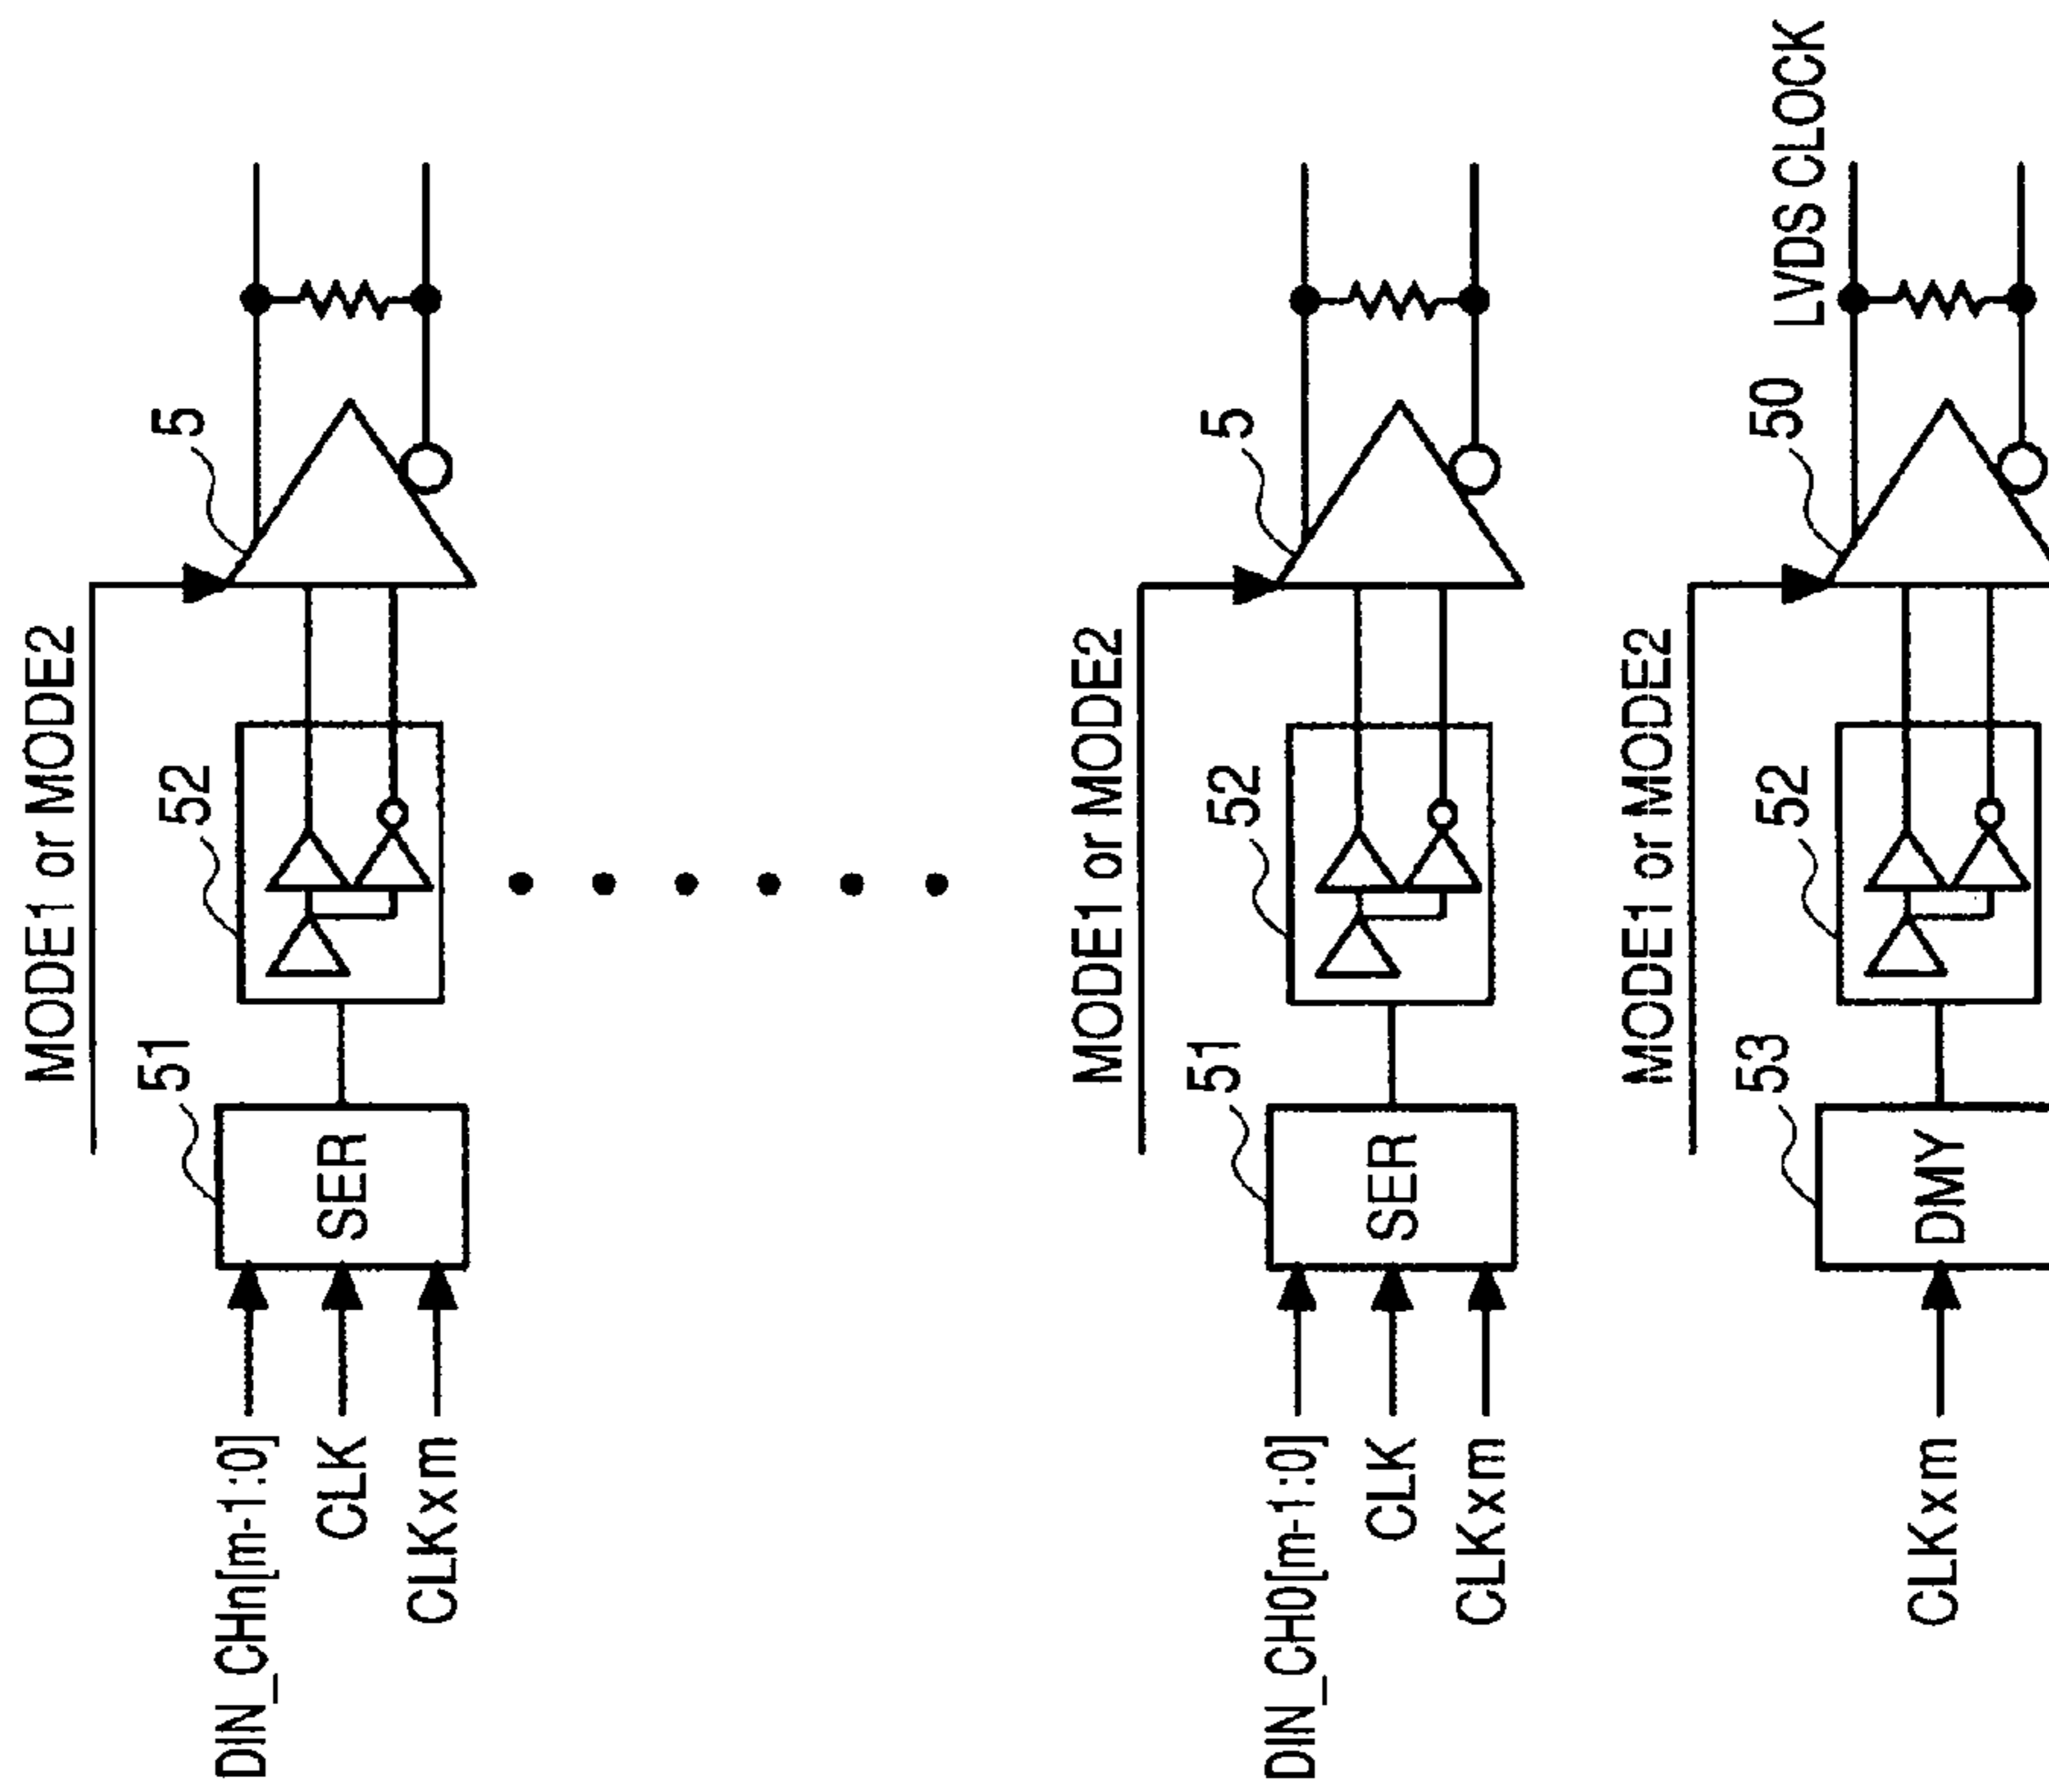 MODE1 or MODE2
5
52
51
SER
DIN_CHn[m-1:0]
CLK
CLKxm
MODE1 or MODE2
5
52
51
SER
DIN_CH0[m-1:0]
CLK
CLKxm
LVDS CLOCK
MODE1 or MODE2
50
52
53
DMY
CLKxm